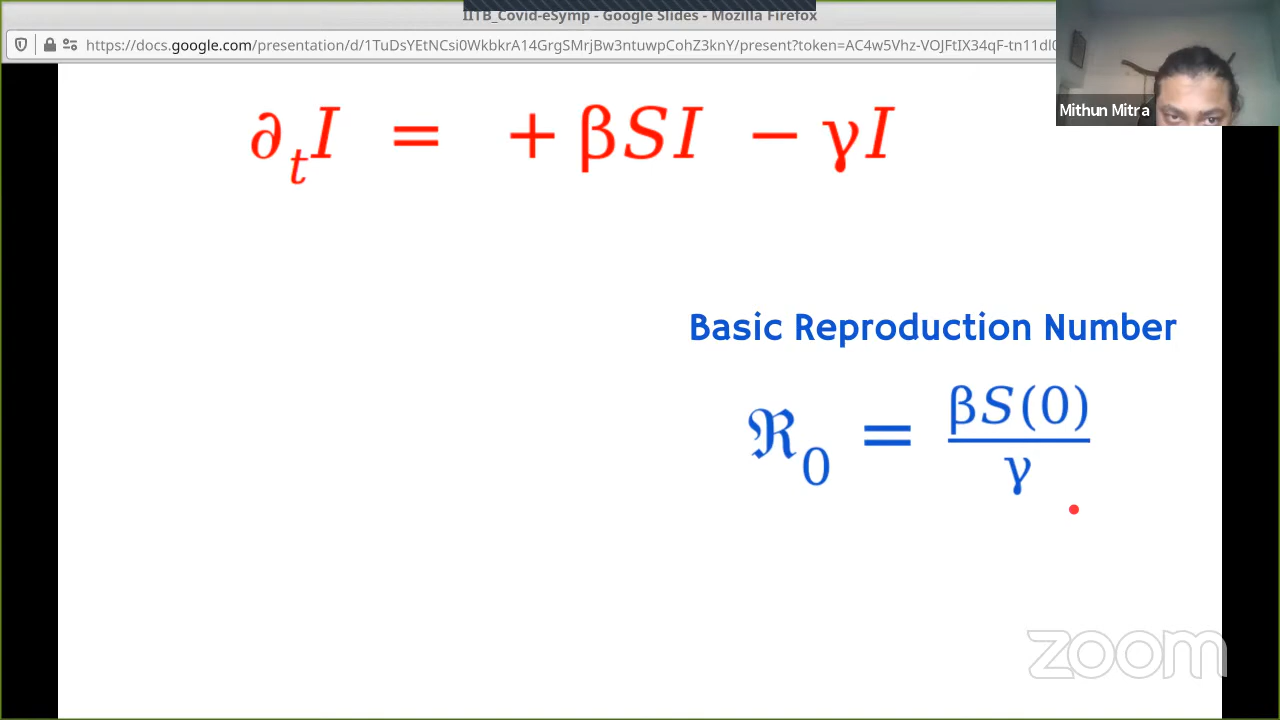 IITB_Covid-eSymp - Google Slides - Mozilla Firefox
https://docs.google.com/presentation/d/1TuDsYEtNCsi0WkbkrA14GrgSMrjBw3ntuwpCohZ3knY/present?token=AC4w5Vhz-VOJFtIX34qF-tn11dl0
Mithun Mitra
∂ₜI = + βSI − γI
Basic Reproduction Number
ℜ₀ = βS(0)
γ
zoom